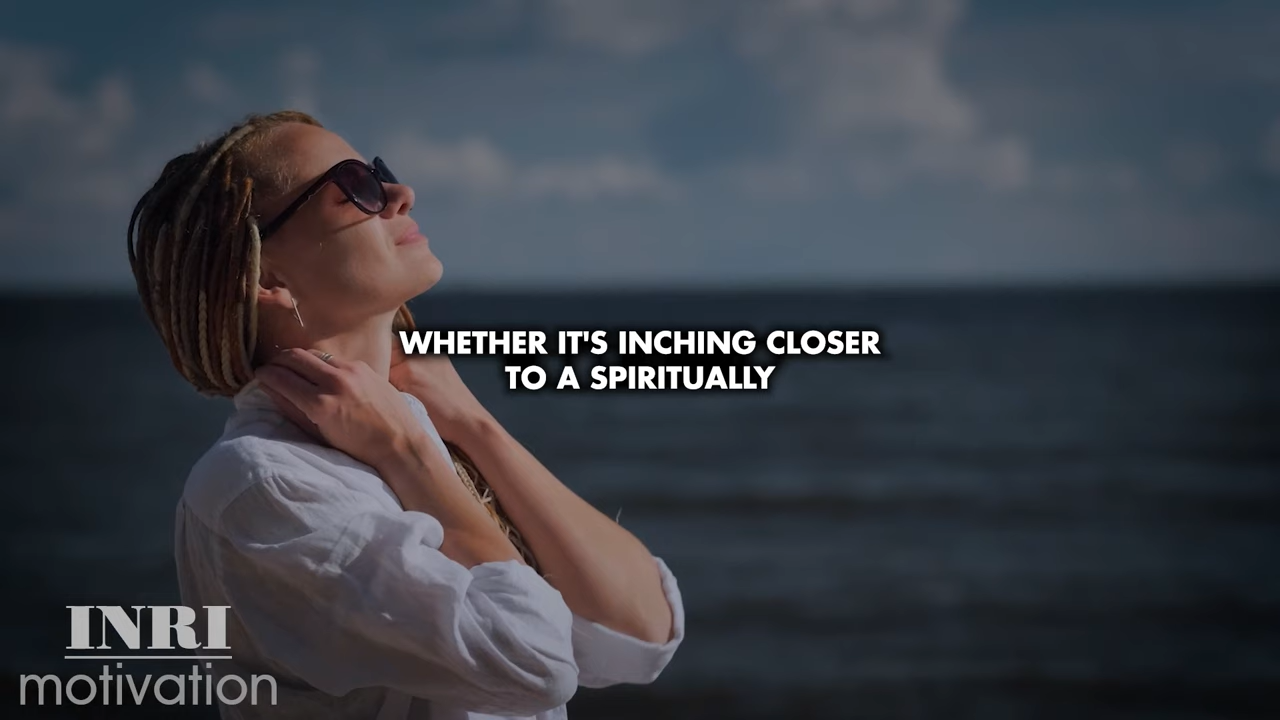 WHETHER IT'S INCHING CLOSER
TO A SPIRITUALLY
INRI
motivation